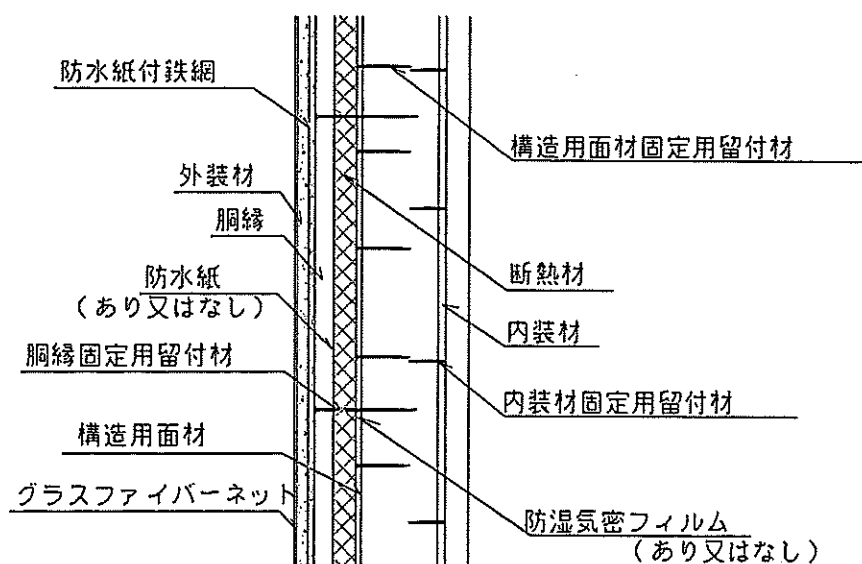 防水紙付鉄網
外装材
胴縁
防水紙
(あり又はなし)
胴縁固定用留付材
構造用面材
グラスファイバーネット
構造用面材固定用留付材
断熱材
内装材
内装材固定用留付材
防湿気密フィルム
(あり又はなし)